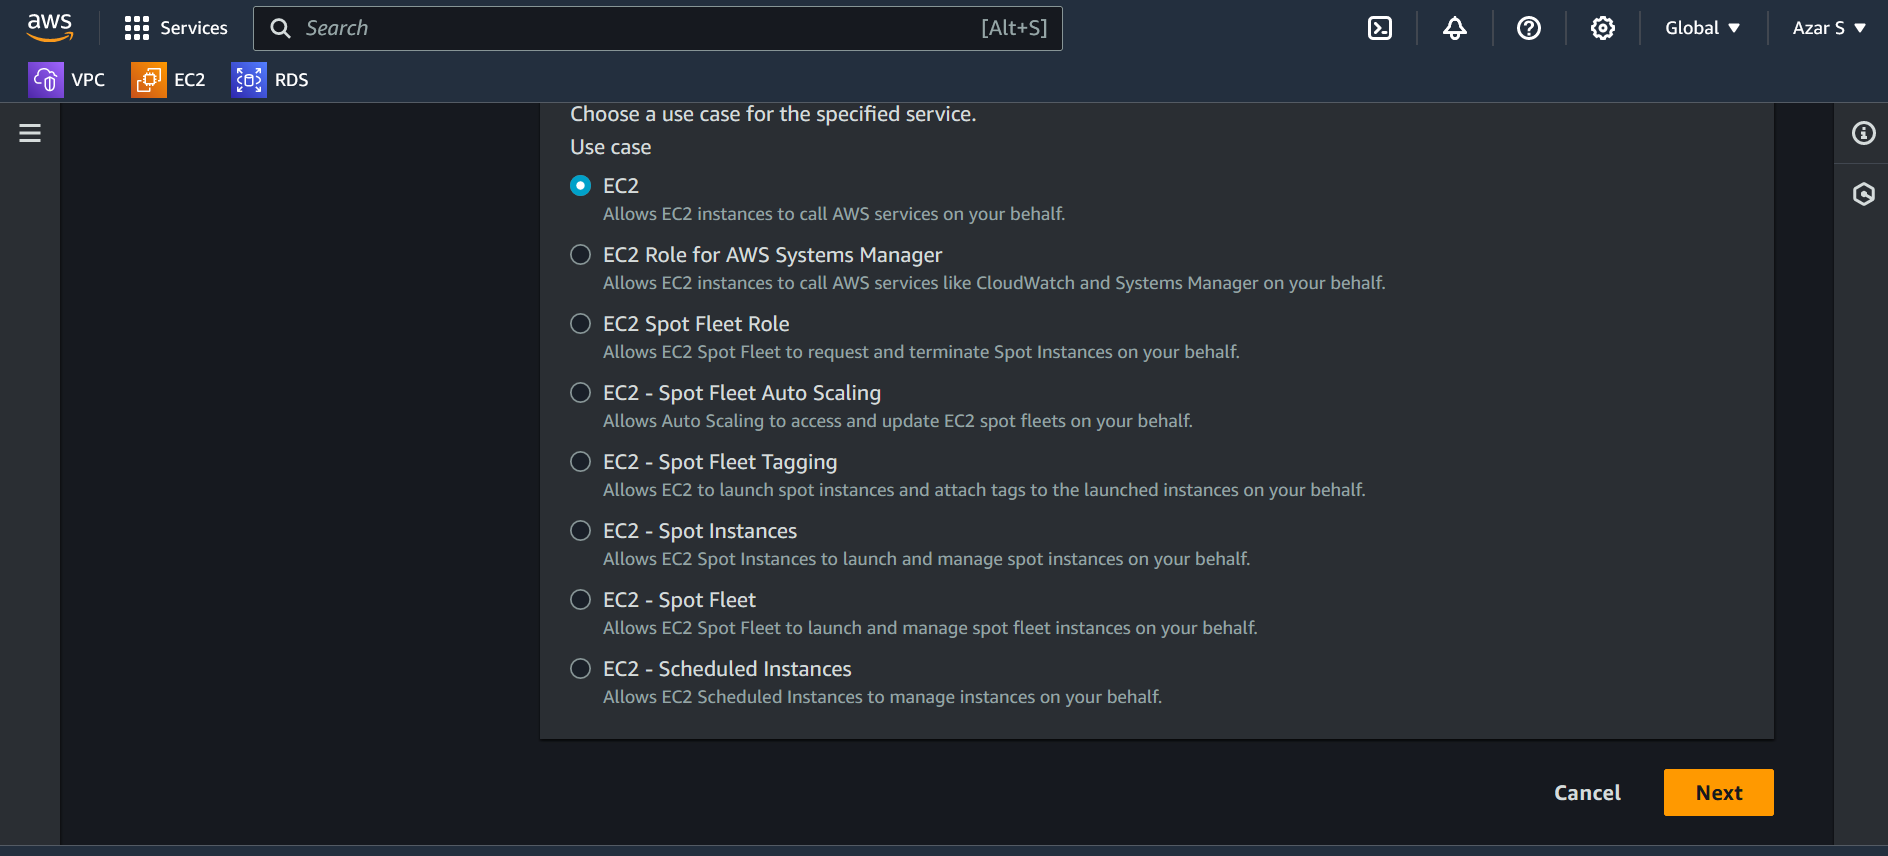 aws
Services
Search [Alt+S]
Global
Azar S
VPC
EC2
RDS
Choose a use case for the specified service.
Use case
EC2
Allows EC2 instances to call AWS services on your behalf.
EC2 Role for AWS Systems Manager
Allows EC2 instances to call AWS services like CloudWatch and Systems Manager on your behalf.
EC2 Spot Fleet Role
Allows EC2 Spot Fleet to request and terminate Spot Instances on your behalf.
EC2 - Spot Fleet Auto Scaling
Allows Auto Scaling to access and update EC2 spot fleets on your behalf.
EC2 - Spot Fleet Tagging
Allows EC2 to launch spot instances and attach tags to the launched instances on your behalf.
EC2 - Spot Instances
Allows EC2 Spot Instances to launch and manage spot instances on your behalf.
EC2 - Spot Fleet
Allows EC2 Spot Fleet to launch and manage spot fleet instances on your behalf.
EC2 - Scheduled Instances
Allows EC2 Scheduled Instances to manage instances on your behalf.
Cancel
Next